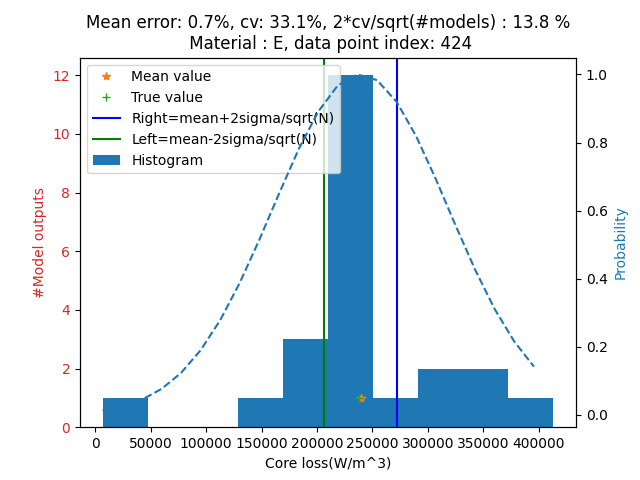 Mean error: 0.7%, cv: 33.1%, 2*cv/sqrt(#models) : 13.8 %
Material : E, data point index: 424
Mean value
True value
Right=mean+2sigma/sqrt(N)
Left=mean-2sigma/sqrt(N)
Histogram
12
10
8
6
4
2
0
#Model outputs
1.0
0.8
0.6
0.4
0.2
0.0
Probability
0 50000 100000 150000 200000 250000 300000 350000 400000
Core loss(W/m^3)